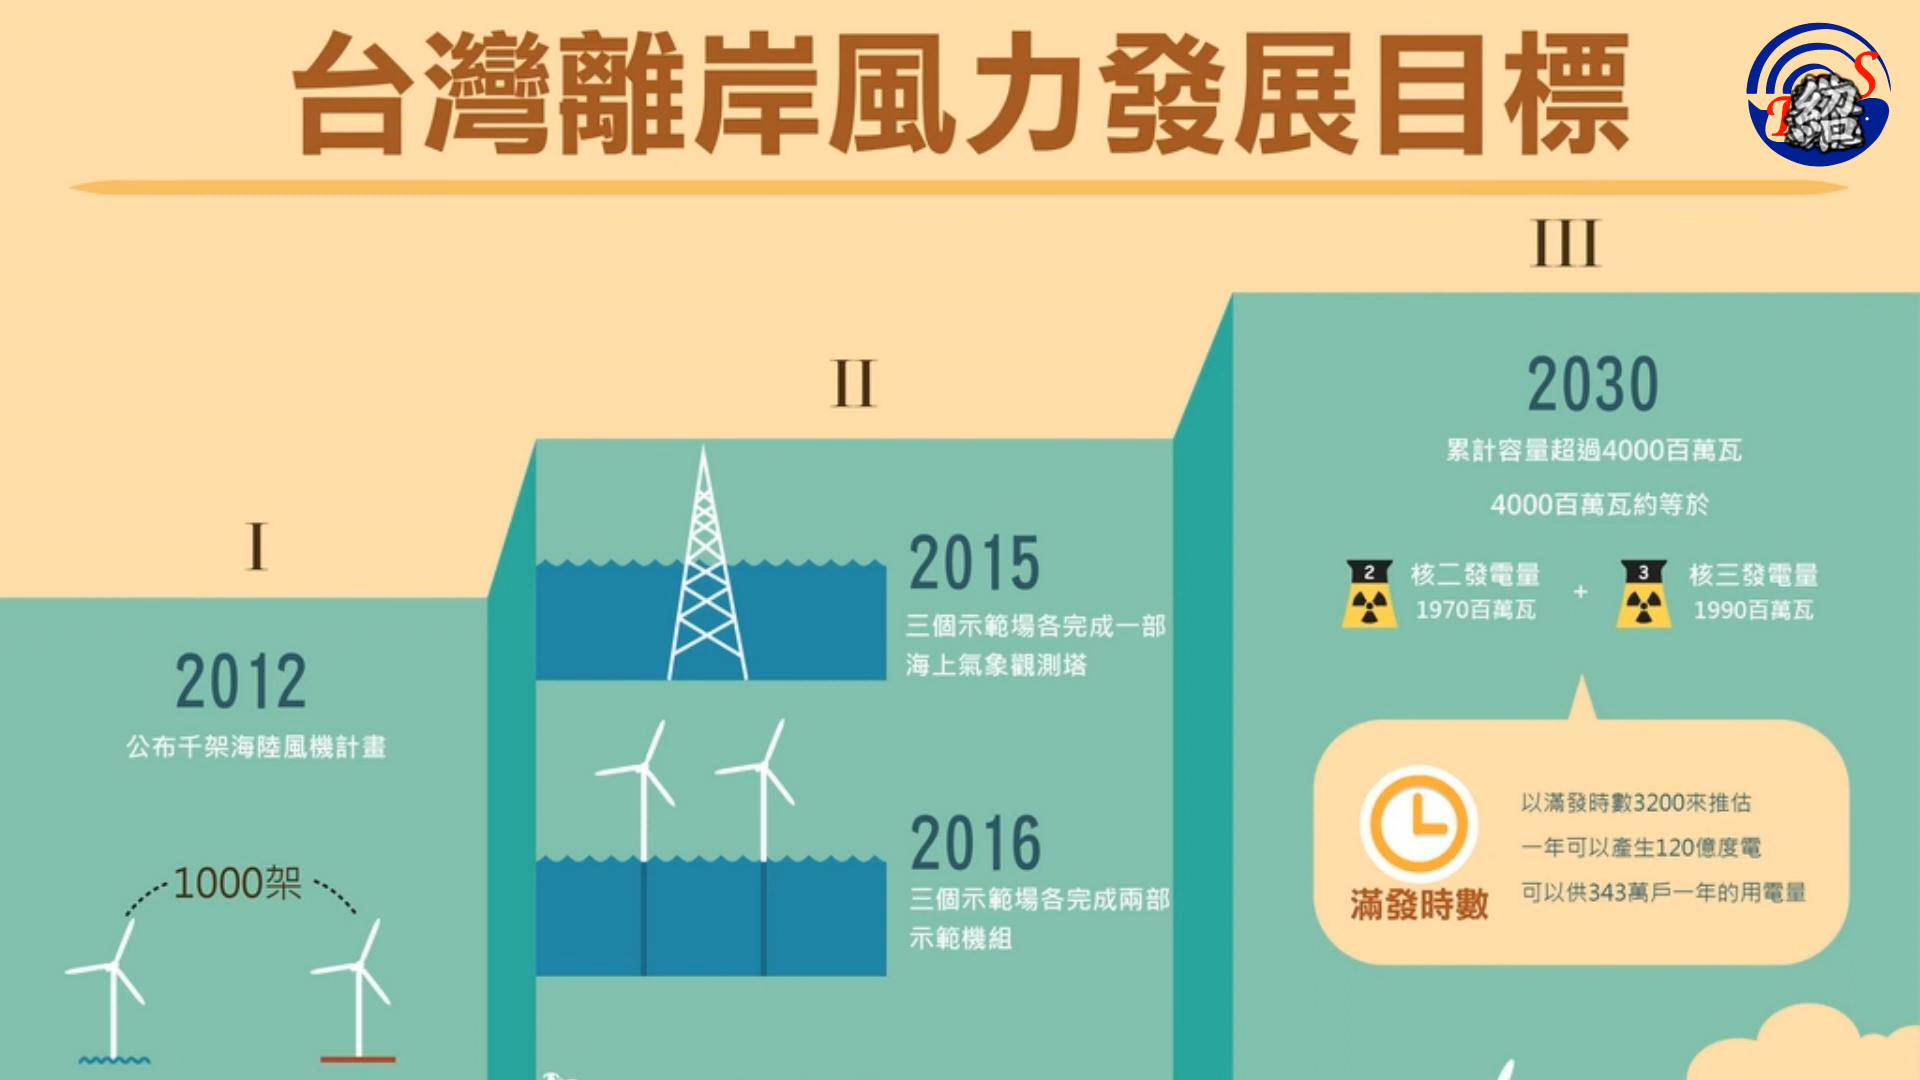 台灣離岸風力發展目標
S
紹
I
2012
公布千架海陸風機計畫
1000架
II
2015
三個示範場各完成一部
海上氣象觀測塔
2016
三個示範場各完成兩部
示範機組
III
2030
累計容量超過4000百萬瓦
4000百萬瓦約等於
2
核二發電量
1970百萬瓦
+
3
核三發電量
1990百萬瓦
滿發時數
以滿發時數3200來推估
一年可以產生120億度電
可以供343萬戶一年的用電量